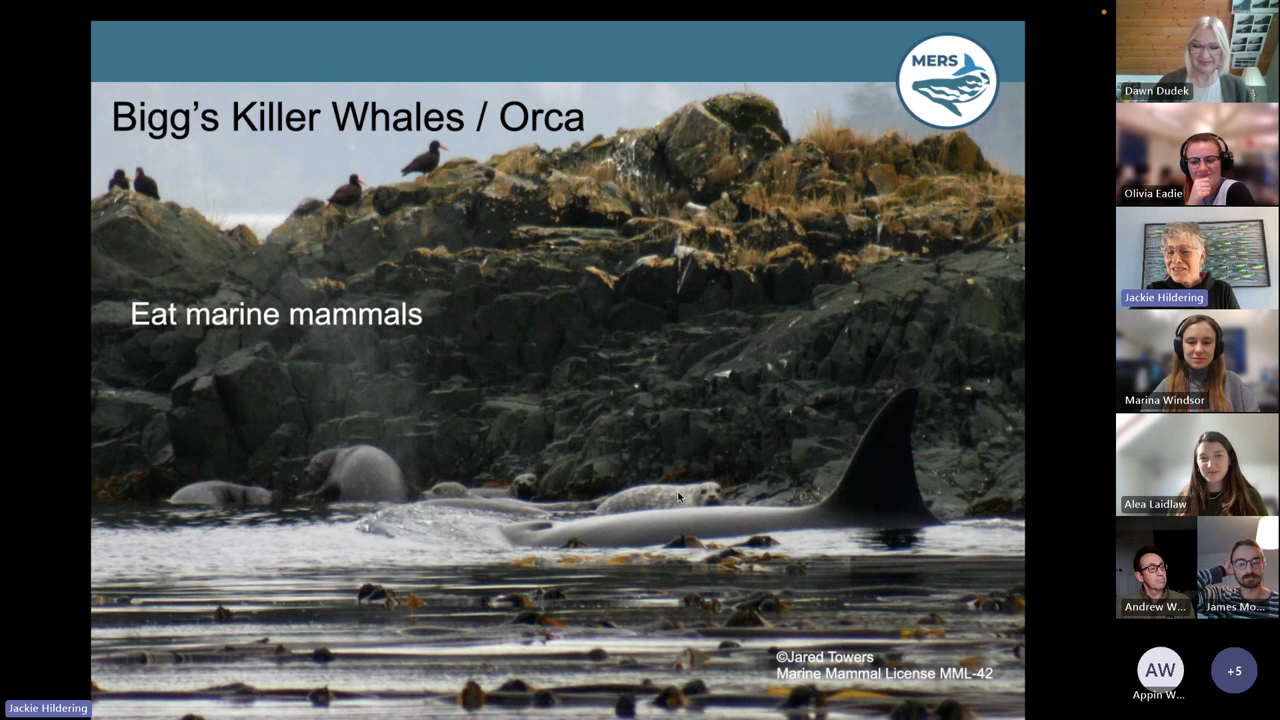 MERS
Bigg's Killer Whales / Orca
Eat marine mammals
©Jared Towers
Marine Mammal License MML-42
Jackie Hildering
Dawn Dudek
Olivia Eadie
Jackie Hildering
Marina Windsor
Alea Laidlaw
Andrew W...
James Mo...
AW
Appin W...
+5